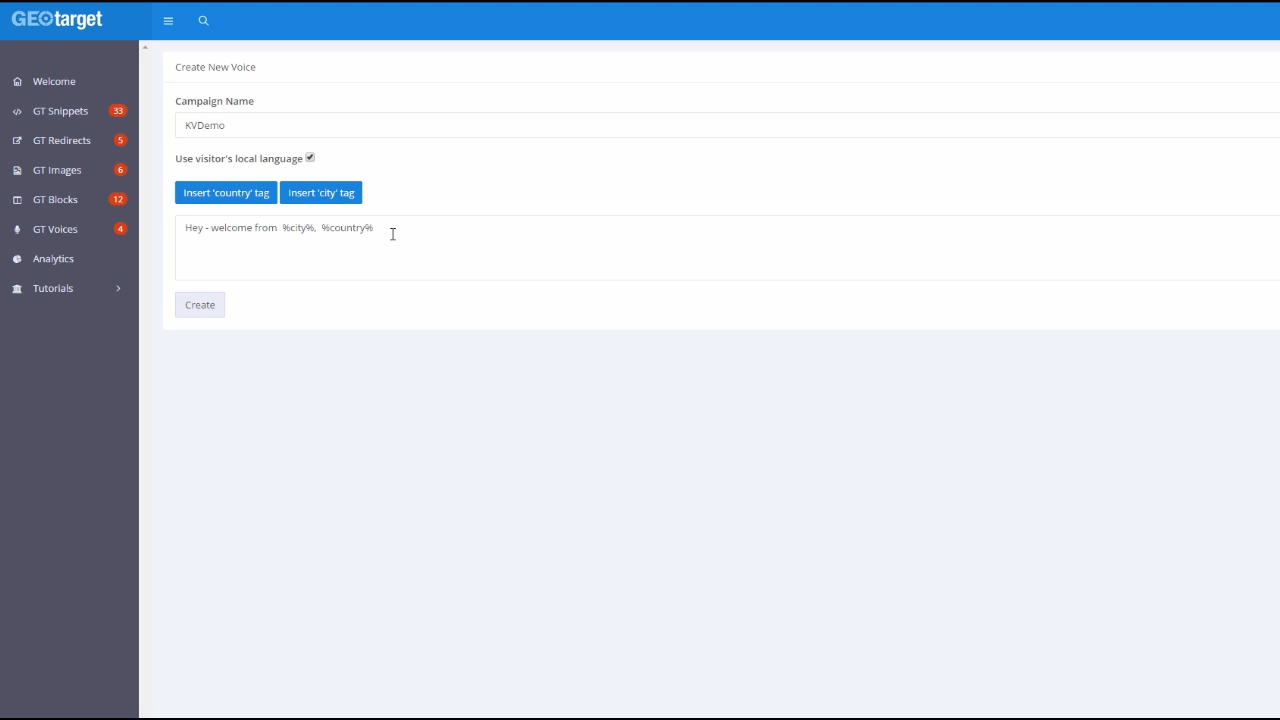 GEOtarget
Create New Voice
Welcome
Campaign Name
GT Snippets 33
KVDemo
GT Redirects 5
Use visitor's local language
GT Images 6
Insert 'country' tag Insert 'city' tag
GT Blocks 12
GT Voices 4
Hey - welcome from %city%, %country%
Analytics
Tutorials
Create